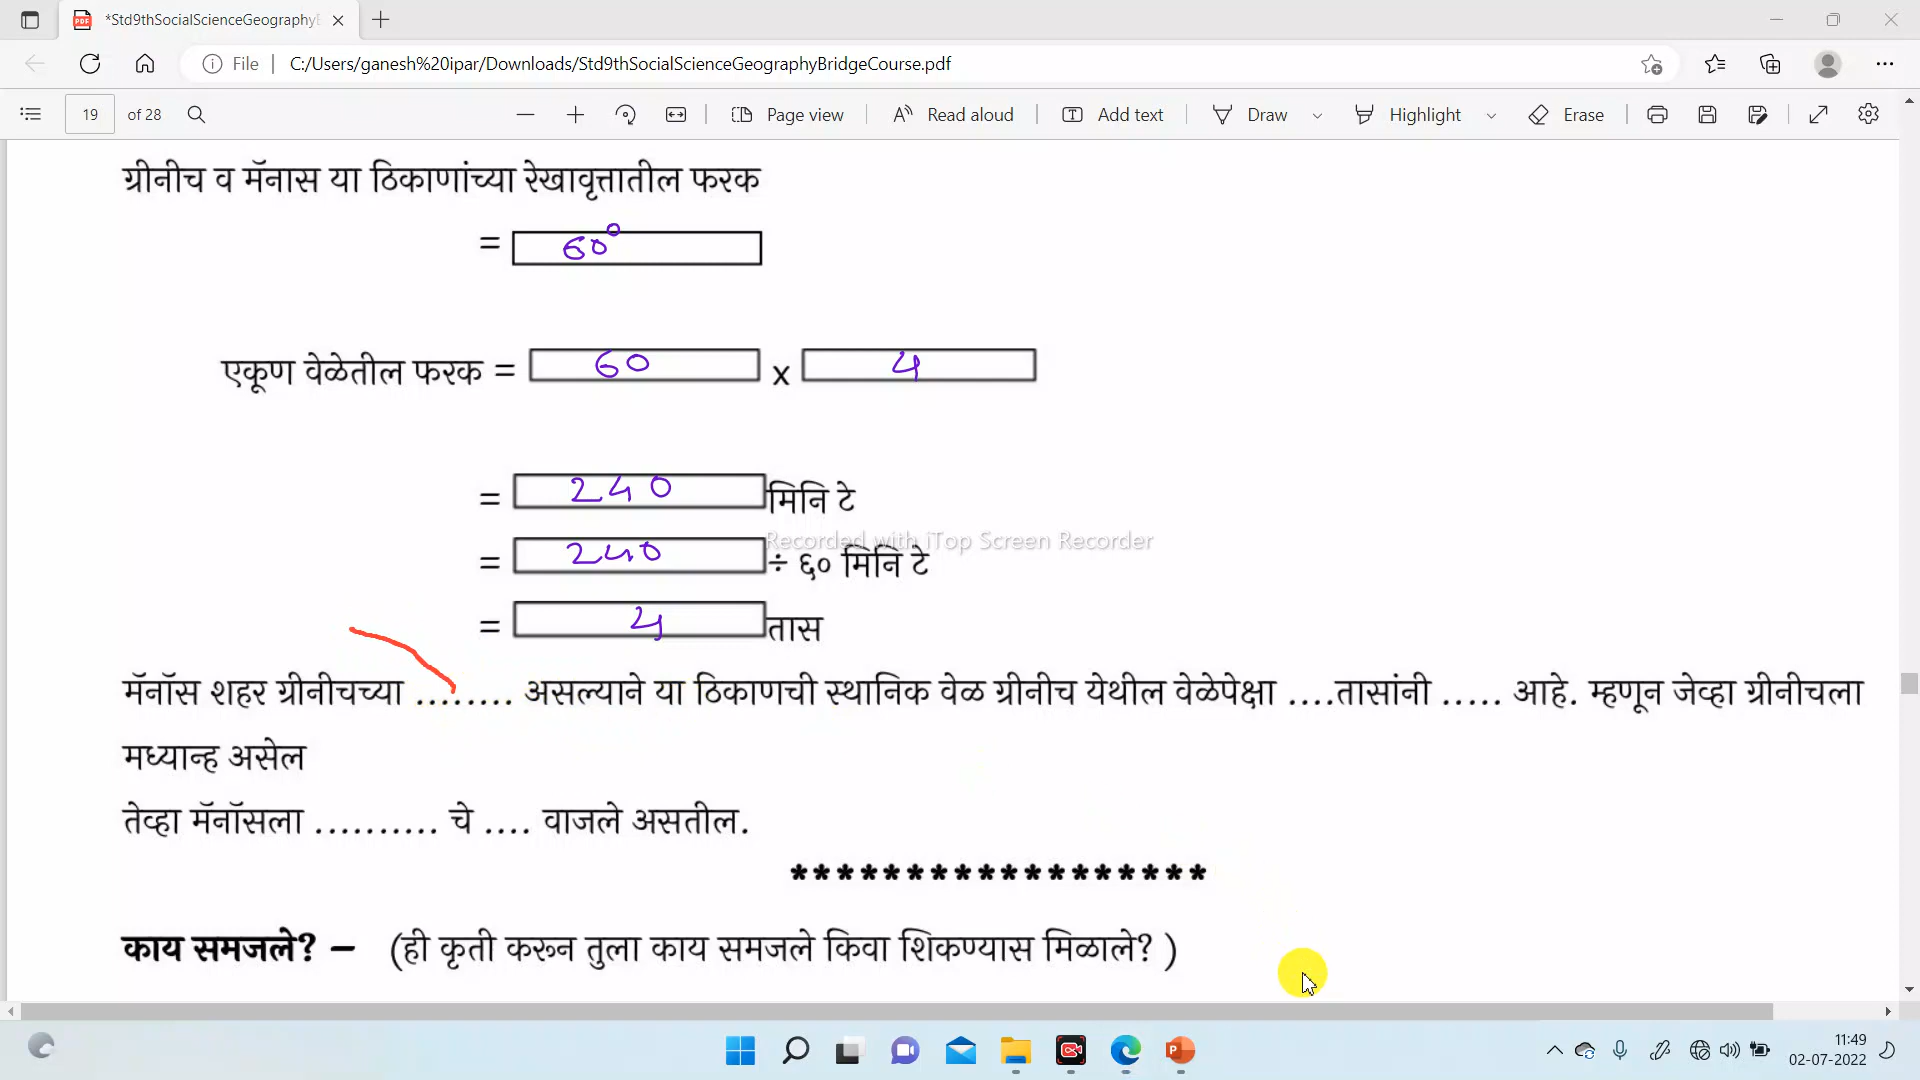 *Std9thSocialScienceGeographyB
File C:/Users/ganesh%20ipar/Downloads/Std9thSocialScienceGeographyBridgeCourse.pdf
19 of 28 Page view Read aloud Add text Draw Highlight Erase
ग्रीनीच व मॅनास या ठिकाणांच्या रेखावृत्तातील फरक
= 60°
एकूण वेळेतील फरक = 60 x 4
= 240 मिनि टे
Recorded with iTop Screen Recorder
= 240 ÷ ६० मिनि टे
= 4 तास
मॅनॉस शहर ग्रीनीचच्या ........ असल्याने या ठिकाणची स्थानिक वेळ ग्रीनीच येथील वेळेपेक्षा ....तासांनी ..... आहे. म्हणून जेव्हा ग्रीनीचला
मध्यान्ह असेल
तेव्हा मॅनॉसला .......... चे .... वाजले असतील.
******************
काय समजले? – (ही कृती करून तुला काय समजले किवा शिकण्यास मिळाले? )
11:49
02-07-2022